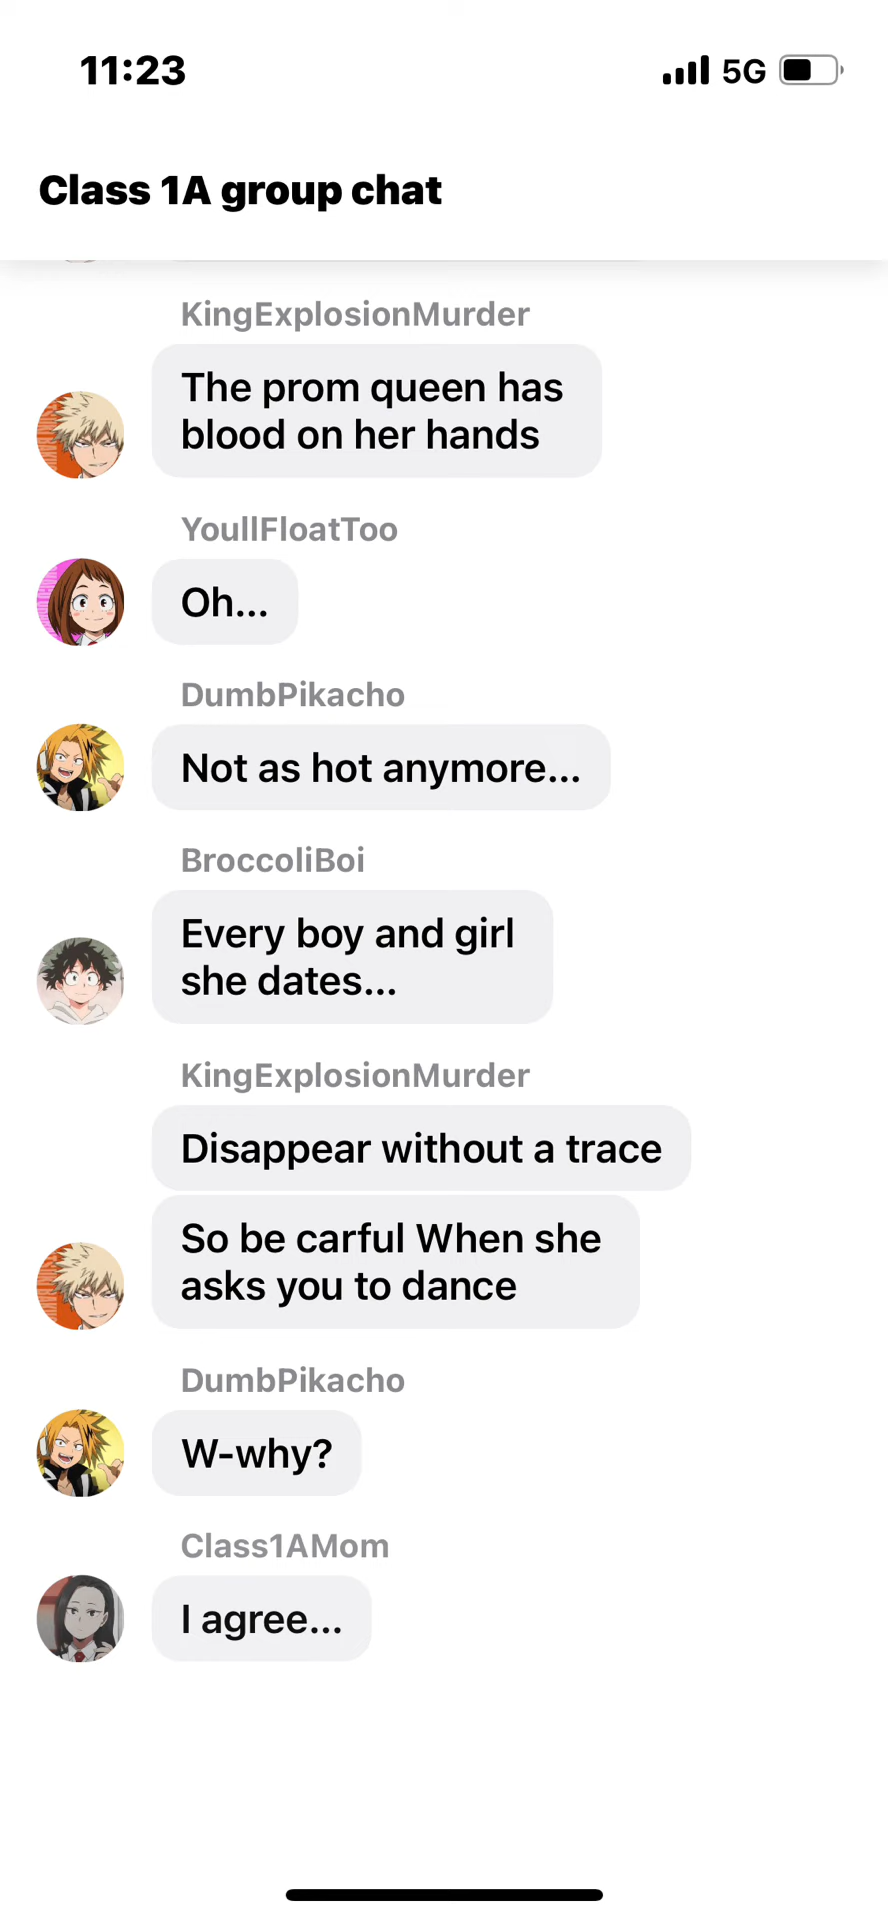 11:23
5G
Class 1A group chat
KingExplosionMurder
The prom queen has
blood on her hands
YoullFloatToo
Oh...
DumbPikacho
Not as hot anymore...
BroccoliBoi
Every boy and girl
she dates...
KingExplosionMurder
Disappear without a trace
So be carful When she
asks you to dance
DumbPikacho
W-why?
Class1AMom
I agree...